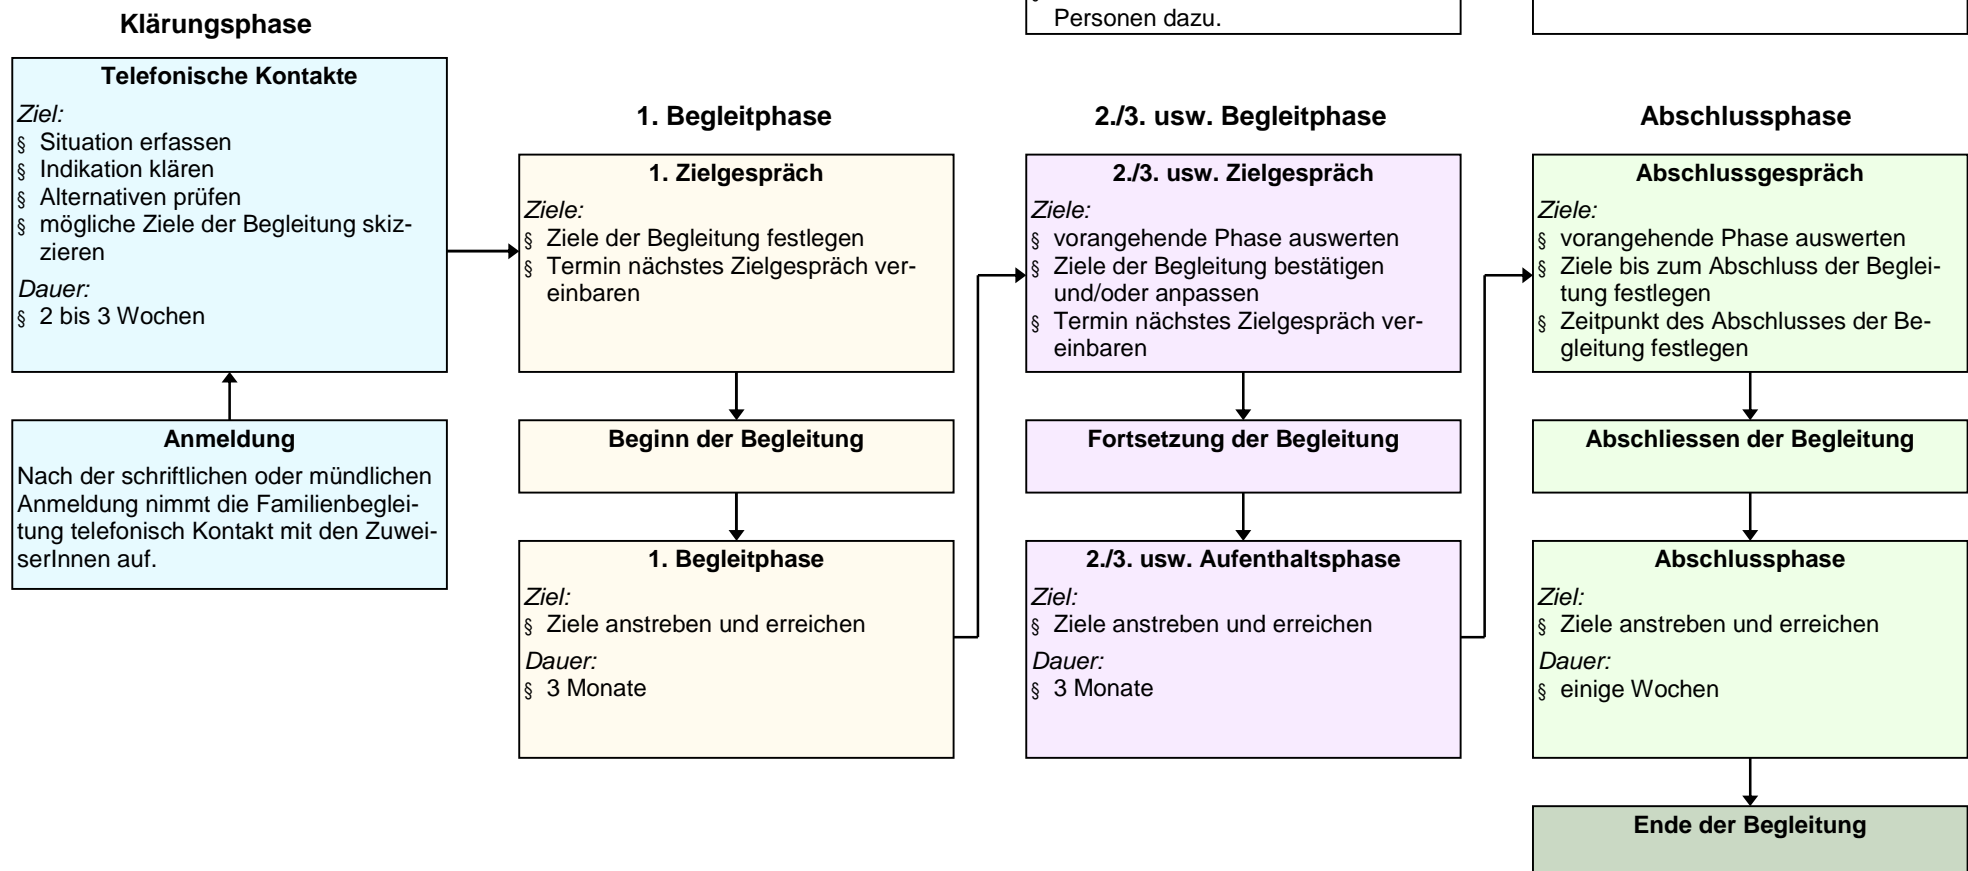 Personen dazu.
Klärungsphase
Telefonische Kontakte
Ziel:
§ Situation erfassen
§ Indikation klären
§ Alternativen prüfen
§ mögliche Ziele der Begleitung skiz-
zieren
Dauer:
§ 2 bis 3 Wochen
Anmeldung
Nach der schriftlichen oder mündlichen
Anmeldung nimmt die Familienbeglei-
tung telefonisch Kontakt mit den Zuwei-
serInnen auf.
1. Begleitphase
1. Zielgespräch
Ziele:
§ Ziele der Begleitung festlegen
§ Termin nächstes Zielgespräch ver-
einbaren
Beginn der Begleitung
1. Begleitphase
Ziel:
§ Ziele anstreben und erreichen
Dauer:
§ 3 Monate
2./3. usw. Begleitphase
2./3. usw. Zielgespräch
Ziele:
§ vorangehende Phase auswerten
§ Ziele der Begleitung bestätigen
und/oder anpassen
§ Termin nächstes Zielgespräch ver-
einbaren
Fortsetzung der Begleitung
2./3. usw. Aufenthaltsphase
Ziel:
§ Ziele anstreben und erreichen
Dauer:
§ 3 Monate
Abschlussphase
Abschlussgespräch
Ziele:
§ vorangehende Phase auswerten
§ Ziele bis zum Abschluss der Beglei-
tung festlegen
§ Zeitpunkt des Abschlusses der Be-
gleitung festlegen
Abschliessen der Begleitung
Abschlussphase
Ziel:
§ Ziele anstreben und erreichen
Dauer:
§ einige Wochen
Ende der Begleitung